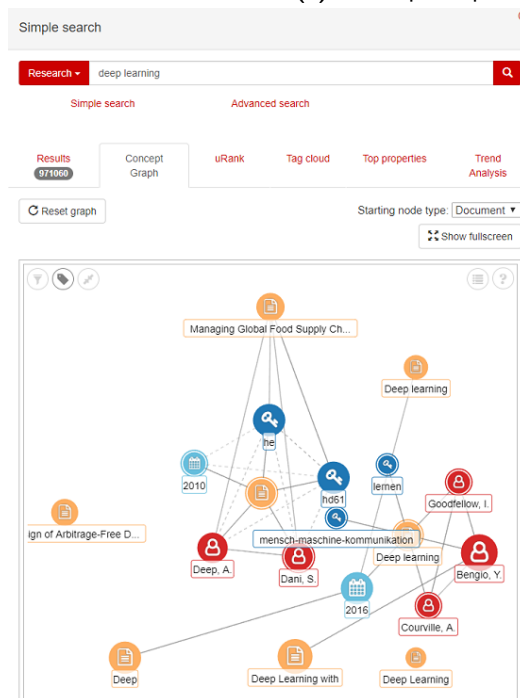 Simple search
Research
deep learning
Simple search
Advanced search
Results
971060
Concept
Graph
uRank
Tag cloud
Top properties
Trend
Analysis
Reset graph
Starting node type:
Document
Show fullscreen
Managing Global Food Supply Ch...
Deep learning
he
2010
hd61
lernen
Goodfellow, I.
ign of Arbitrage-Free D...
mensch-maschine-kommunikation
Deep, A.
Dani, S.
Deep learning
Bengio, Y.
2016
Courville, A.
Deep
Deep Learning with
Deep Learning